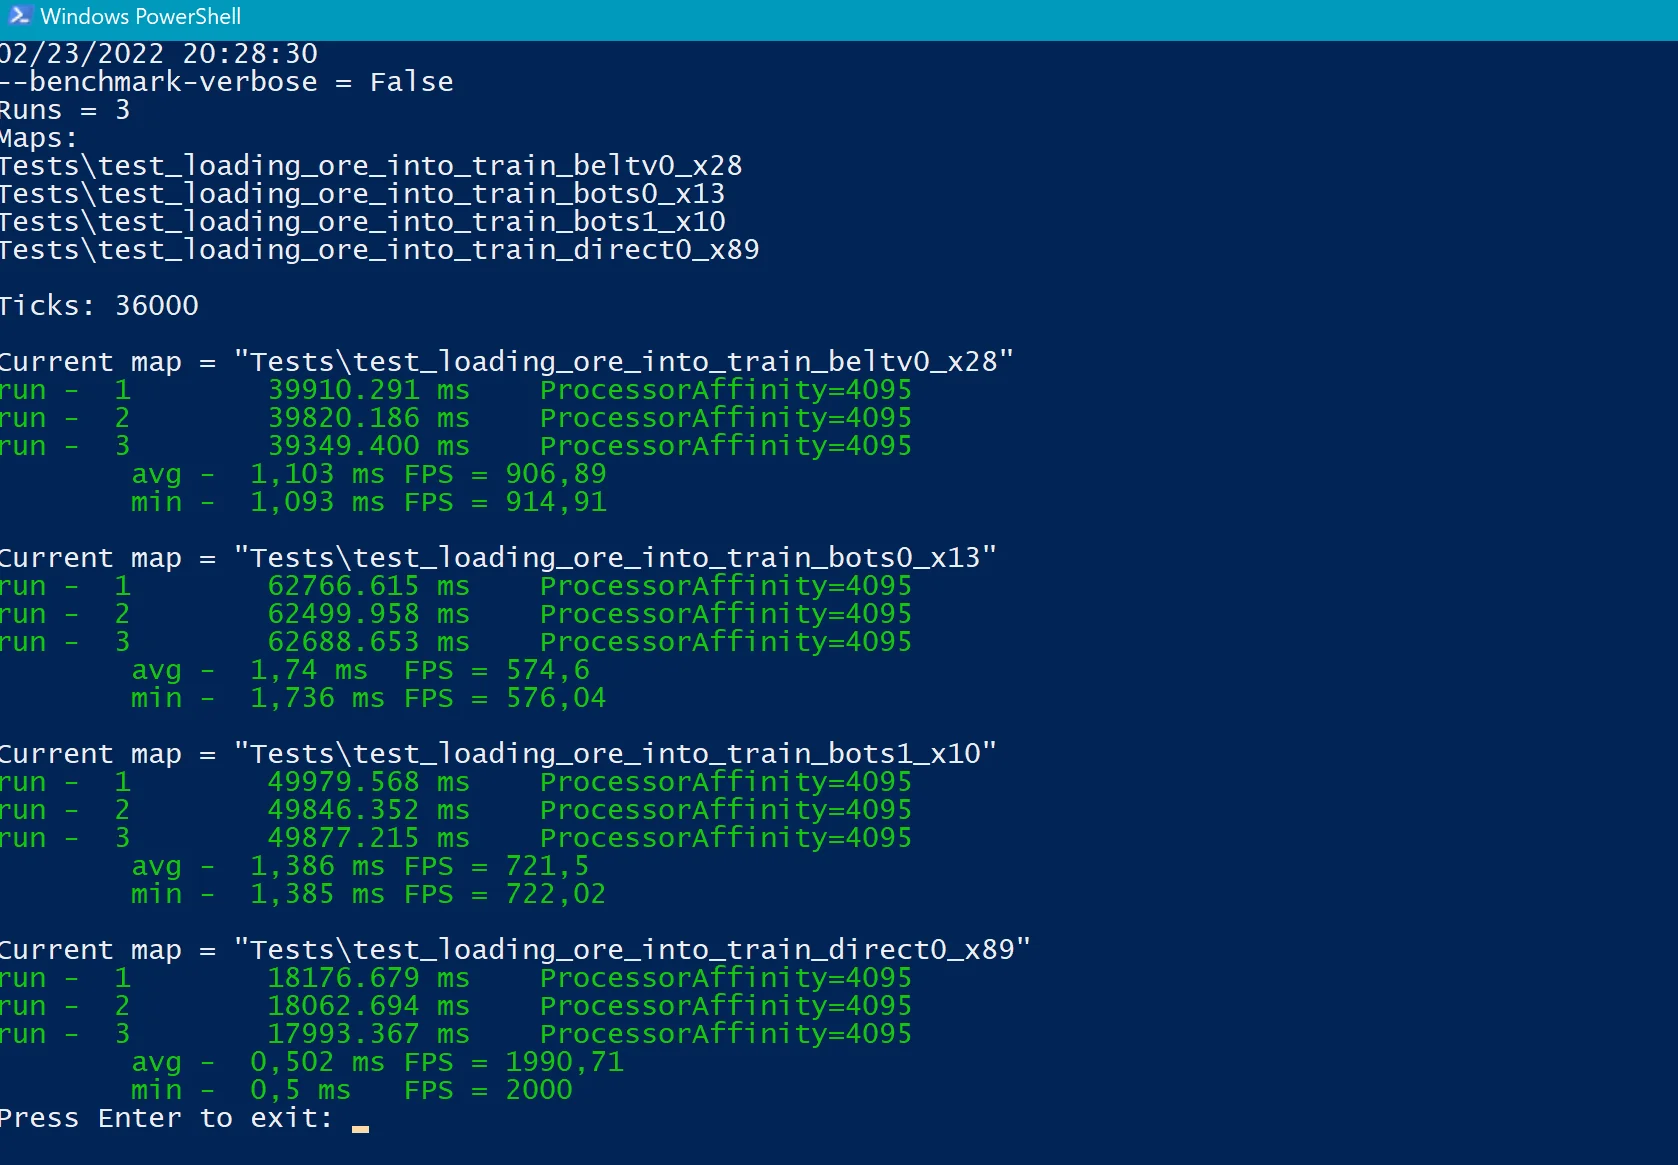 Windows PowerShell
02/23/2022 20:28:30
--benchmark-verbose = False
Runs = 3
Maps:
Tests\test_loading_ore_into_train_beltv0_x28
Tests\test_loading_ore_into_train_bots0_x13
Tests\test_loading_ore_into_train_bots1_x10
Tests\test_loading_ore_into_train_direct0_x89
Ticks: 36000
Current map = "Tests\test_loading_ore_into_train_beltv0_x28"
run - 1 39910.291 ms ProcessorAffinity=4095
run - 2 39820.186 ms ProcessorAffinity=4095
run - 3 39349.400 ms ProcessorAffinity=4095
avg - 1,103 ms FPS = 906,89
min - 1,093 ms FPS = 914,91
Current map = "Tests\test_loading_ore_into_train_bots0_x13"
run - 1 62766.615 ms ProcessorAffinity=4095
run - 2 62499.958 ms ProcessorAffinity=4095
run - 3 62688.653 ms ProcessorAffinity=4095
avg - 1,74 ms FPS = 574,6
min - 1,736 ms FPS = 576,04
Current map = "Tests\test_loading_ore_into_train_bots1_x10"
run - 1 49979.568 ms ProcessorAffinity=4095
run - 2 49846.352 ms ProcessorAffinity=4095
run - 3 49877.215 ms ProcessorAffinity=4095
avg - 1,386 ms FPS = 721,5
min - 1,385 ms FPS = 722,02
Current map = "Tests\test_loading_ore_into_train_direct0_x89"
run - 1 18176.679 ms ProcessorAffinity=4095
run - 2 18062.694 ms ProcessorAffinity=4095
run - 3 17993.367 ms ProcessorAffinity=4095
avg - 0,502 ms FPS = 1990,71
min - 0,5 ms FPS = 2000
Press Enter to exit: _